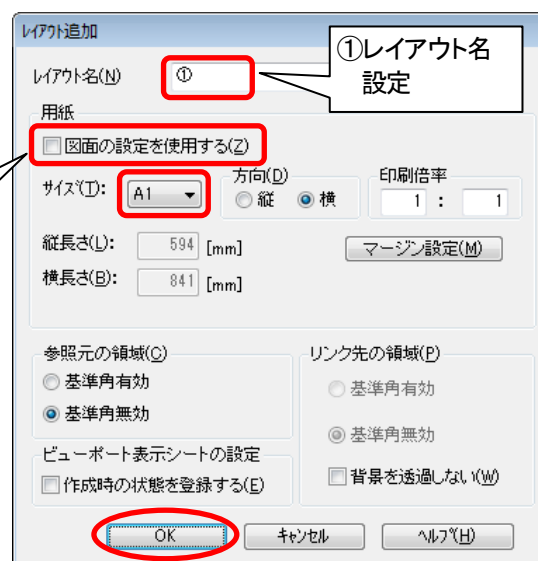 レイアウト追加
①レイアウト名
設定
レイアウト名(N) ①
用紙
図面の設定を使用する(Z)
サイズ(T): A1 方向(D) 縦 横 印刷倍率 1 : 1
縦長さ(L): 594 [mm] マージン設定(M)
横長さ(B): 841 [mm]
参照元の領域(C) リンク先の領域(P)
基準角有効 基準角有効
基準角無効 基準角無効
ビューポート表示シートの設定
作成時の状態を登録する(E) 背景を透過しない(W)
OK キャンセル ヘルプ(H)